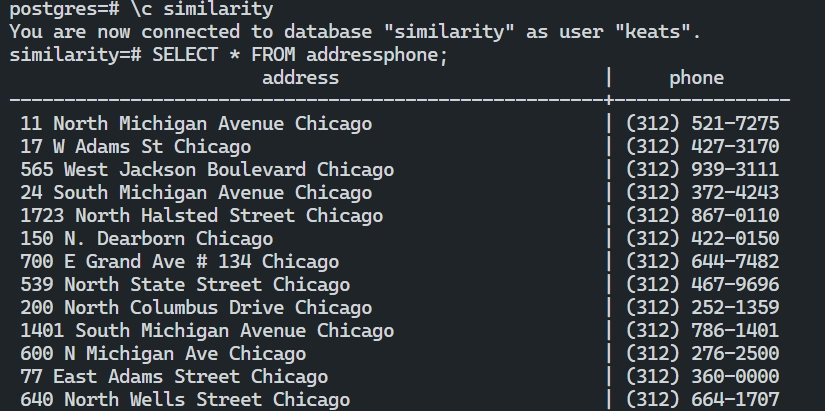 postgres=# \c similarity
You are now connected to database "similarity" as user "keats".
similarity=# SELECT * FROM addressphone;
address | phone
------------------------------------------------------+---------------
11 North Michigan Avenue Chicago | (312) 521-7275
17 W Adams St Chicago | (312) 427-3170
565 West Jackson Boulevard Chicago | (312) 939-3111
24 South Michigan Avenue Chicago | (312) 372-4243
1723 North Halsted Street Chicago | (312) 867-0110
150 N. Dearborn Chicago | (312) 422-0150
700 E Grand Ave # 134 Chicago | (312) 644-7482
539 North State Street Chicago | (312) 467-9696
200 North Columbus Drive Chicago | (312) 252-1359
1401 South Michigan Avenue Chicago | (312) 786-1401
600 N Michigan Ave Chicago | (312) 276-2500
77 East Adams Street Chicago | (312) 360-0000
640 North Wells Street Chicago | (312) 664-1707